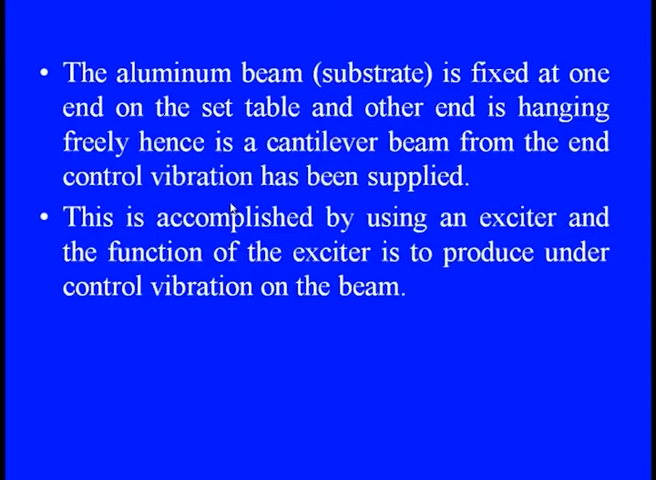 • The aluminum beam (substrate) is fixed at one
end on the set table and other end is hanging
freely hence is a cantilever beam from the end
control vibration has been supplied.
• This is accomplished by using an exciter and
the function of the exciter is to produce under
control vibration on the beam.